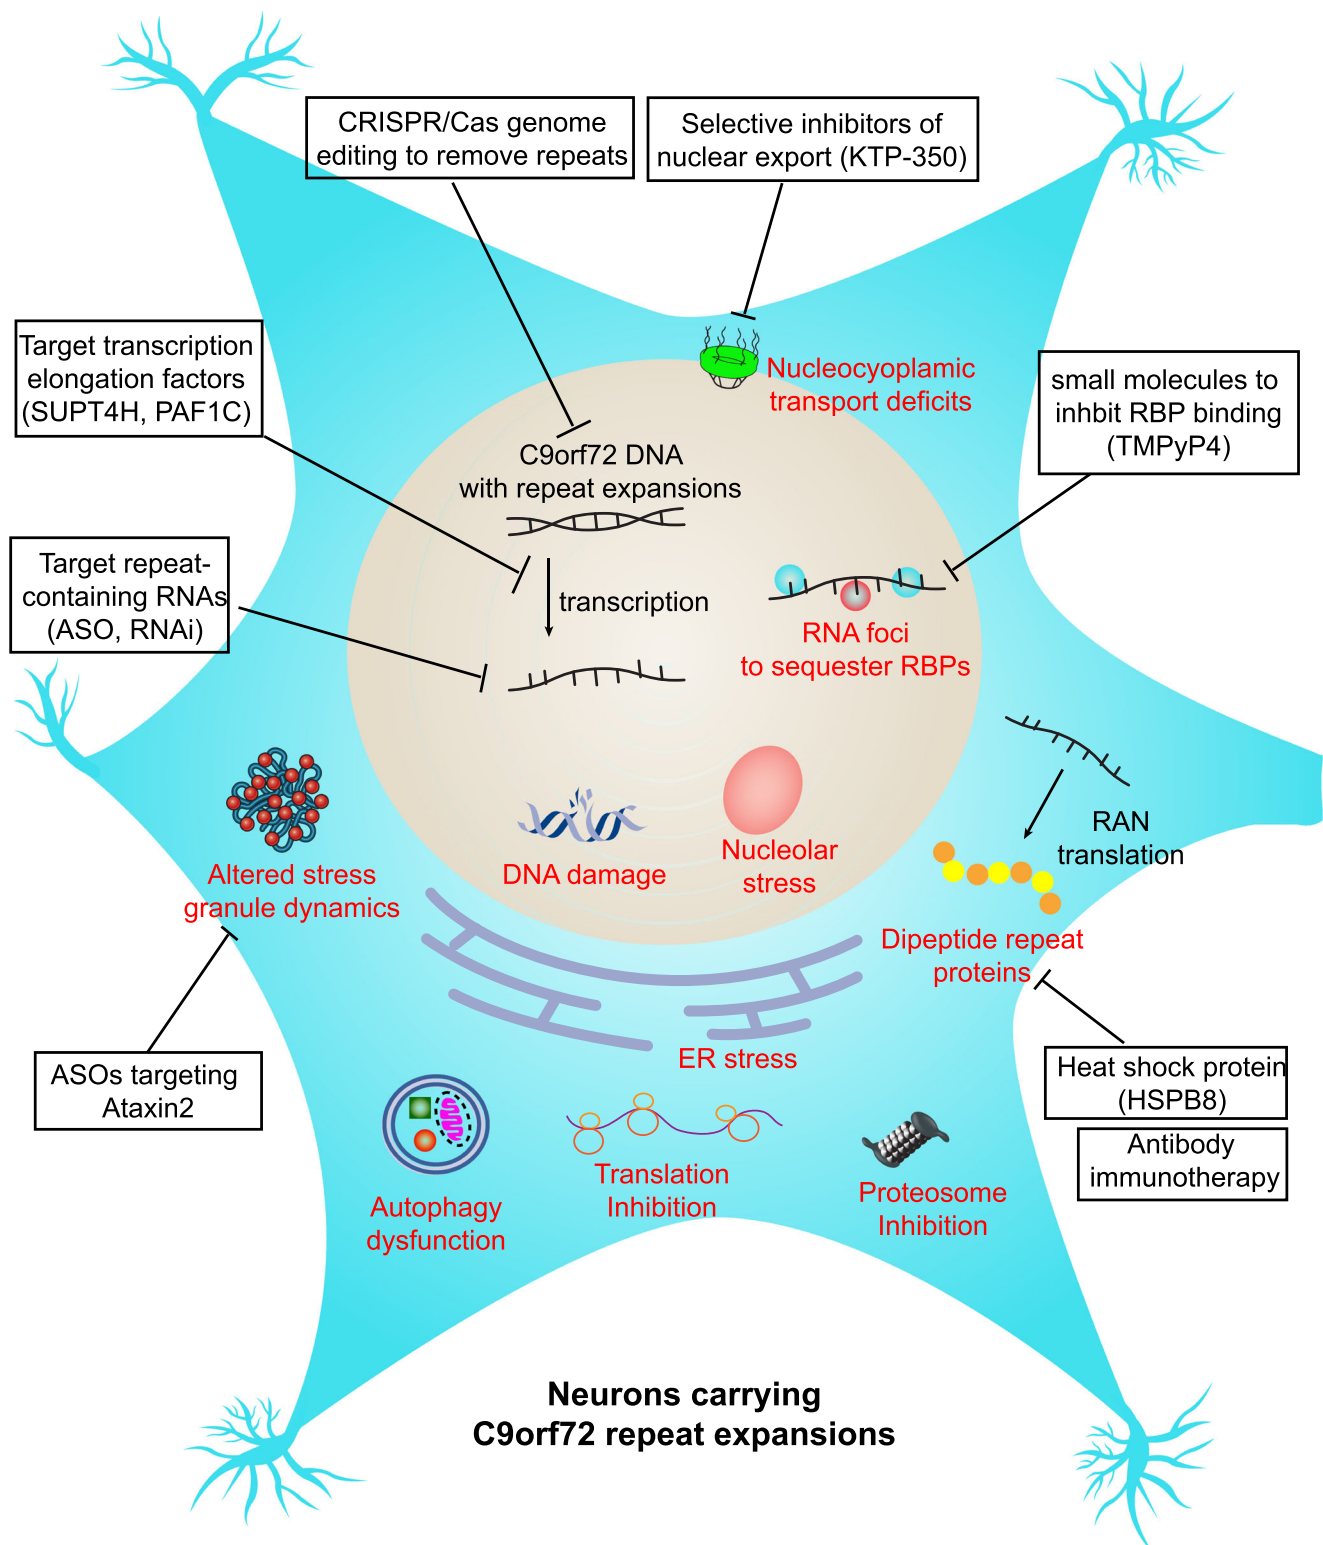 CRISPR/Cas genome
editing to remove repeats
Selective inhibitors of
nuclear export (KTP-350)
Target transcription
elongation factors
(SUPT4H, PAF1C)
Nucleocyoplamic
transport deficits
small molecules to
inhbit RBP binding
(TMPyP4)
C9orf72 DNA
with repeat expansions
Target repeat-
containing RNAs
(ASO, RNAi)
transcription
RNA foci
to sequester RBPs
RAN
translation
Altered stress
granule dynamics
DNA damage
Nucleolar
stress
Dipeptide repeat
proteins
ER stress
ASOs targeting
Ataxin2
Heat shock protein
(HSPB8)
Antibody
immunotherapy
Autophagy
dysfunction
Translation
Inhibition
Proteosome
Inhibition
Neurons carrying
C9orf72 repeat expansions